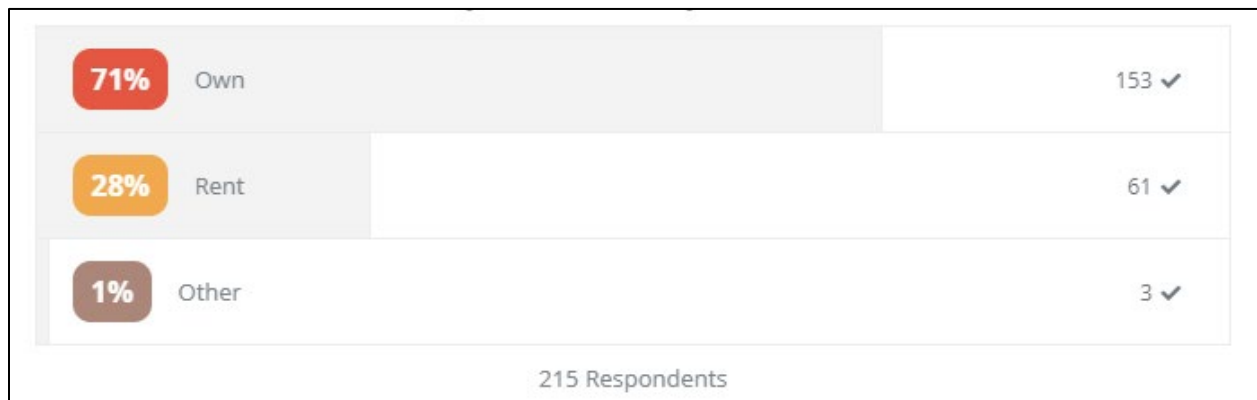 71% Own 153 ✔
28% Rent 61 ✔
1% Other 3 ✔
215 Respondents